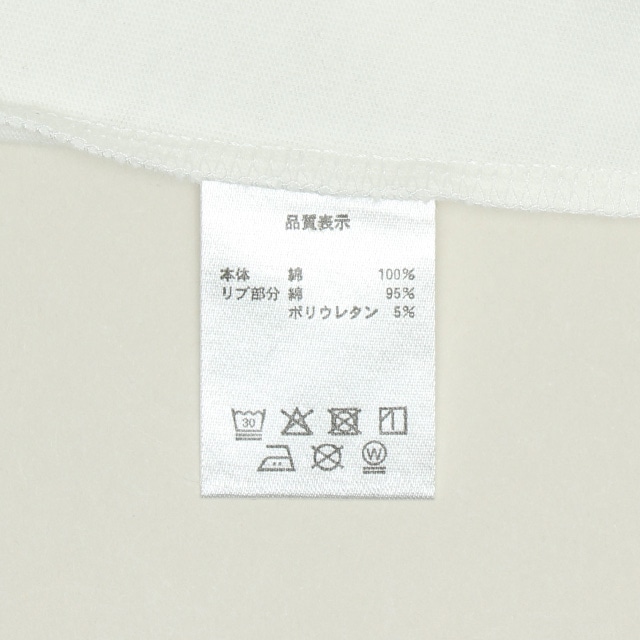 品質表示
本体 綿 100%
リブ部分 綿 95%
ポリウレタン 5%
30
W